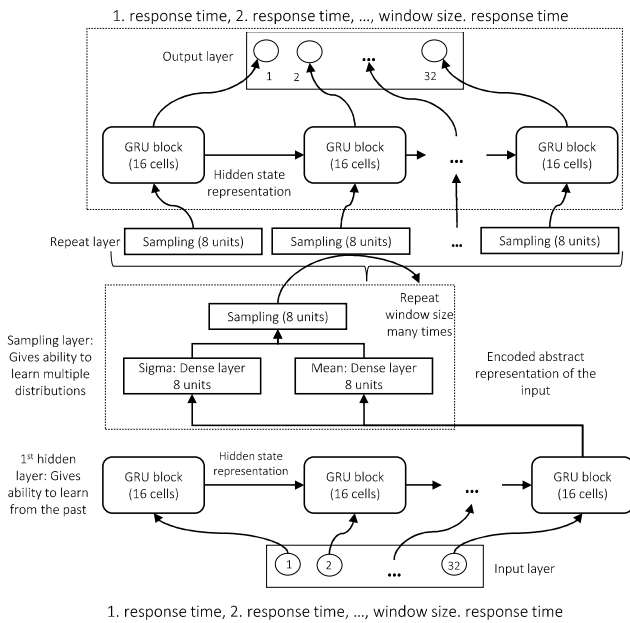 1. response time, 2. response time, …, window size. response time
Output layer
1
2
...
32
GRU block
(16 cells)
GRU block
(16 cells)
...
GRU block
(16 cells)
Hidden state
representation
Repeat layer
Sampling (8 units)
Sampling (8 units)
...
Sampling (8 units)
Repeat
window size
many times
Sampling (8 units)
Sampling layer:
Gives ability to
learn multiple
distributions
Sigma: Dense layer
8 units
Mean: Dense layer
8 units
Encoded abstract
representation of the
input
1st hidden
layer: Gives
ability to learn
from the past
GRU block
(16 cells)
Hidden state
representation
GRU block
(16 cells)
...
GRU block
(16 cells)
1
2
...
32
Input layer
1. response time, 2. response time, …, window size. response time